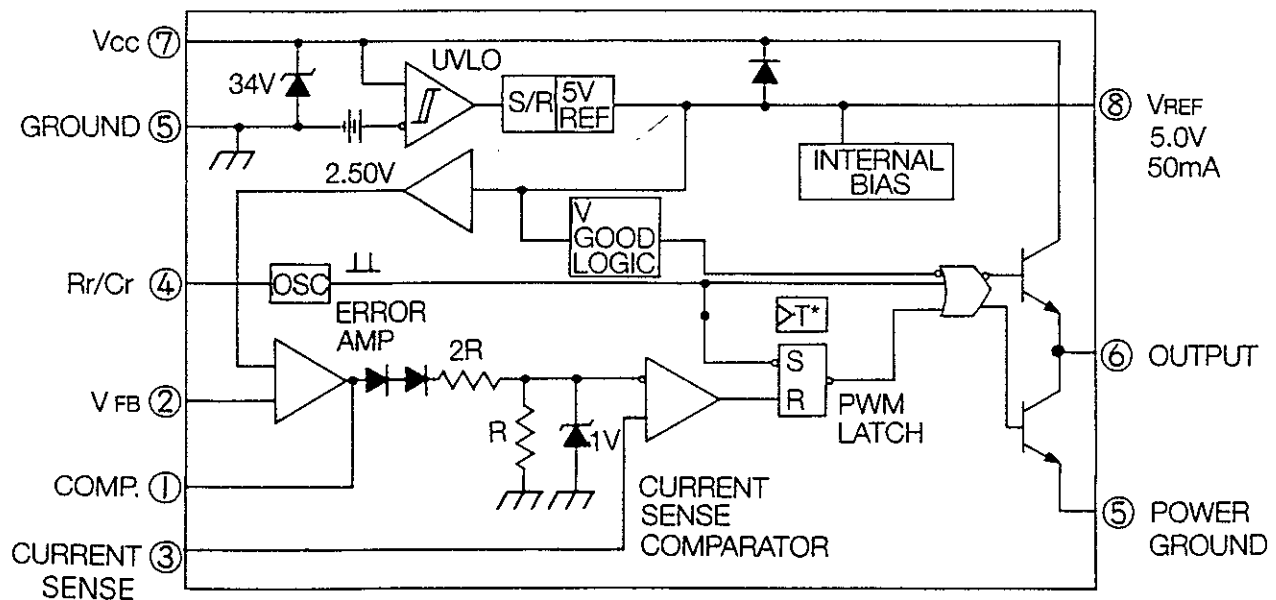 Vcc ⑦
UVLO
34V
S/R
5V
REF
GROUND ⑤
⑧ VREF
5.0V
50mA
2.50V
INTERNAL
BIAS
V
GOOD
LOGIC
Rr/Cr ④
OSC
ERROR
AMP
T*
2R
S
R
⑥ OUTPUT
VFB ②
PWM
LATCH
R
1V
COMP. ①
CURRENT
SENSE
COMPARATOR
⑤ POWER
GROUND
CURRENT ③
SENSE